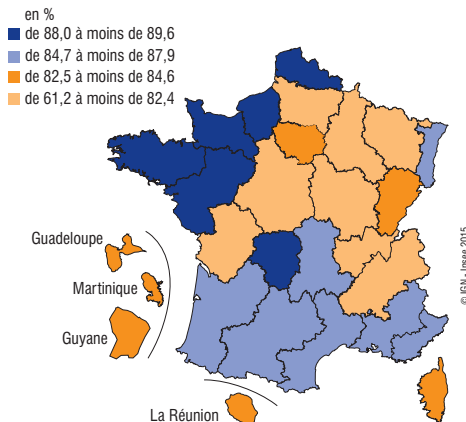 en %
de 88,0 à moins de 89,6
de 84,7 à moins de 87,9
de 82,5 à moins de 84,6
de 61,2 à moins de 82,4
Guadeloupe
Martinique
Guyane
La Réunion
© IGN - Insee 2015